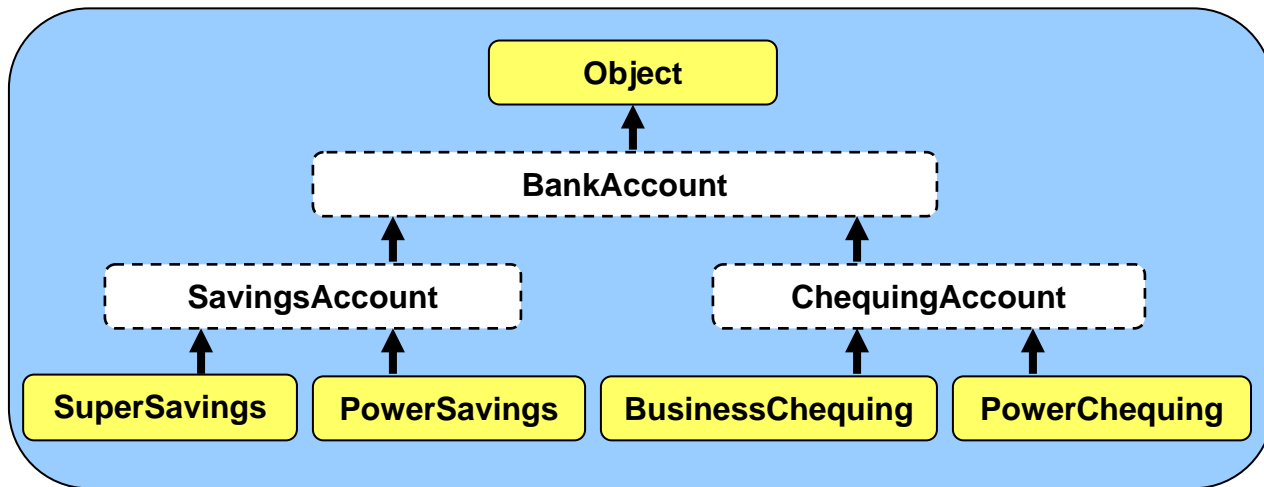 Object
BankAccount
SavingsAccount
ChequingAccount
SuperSavings
PowerSavings
BusinessChequing
PowerChequing